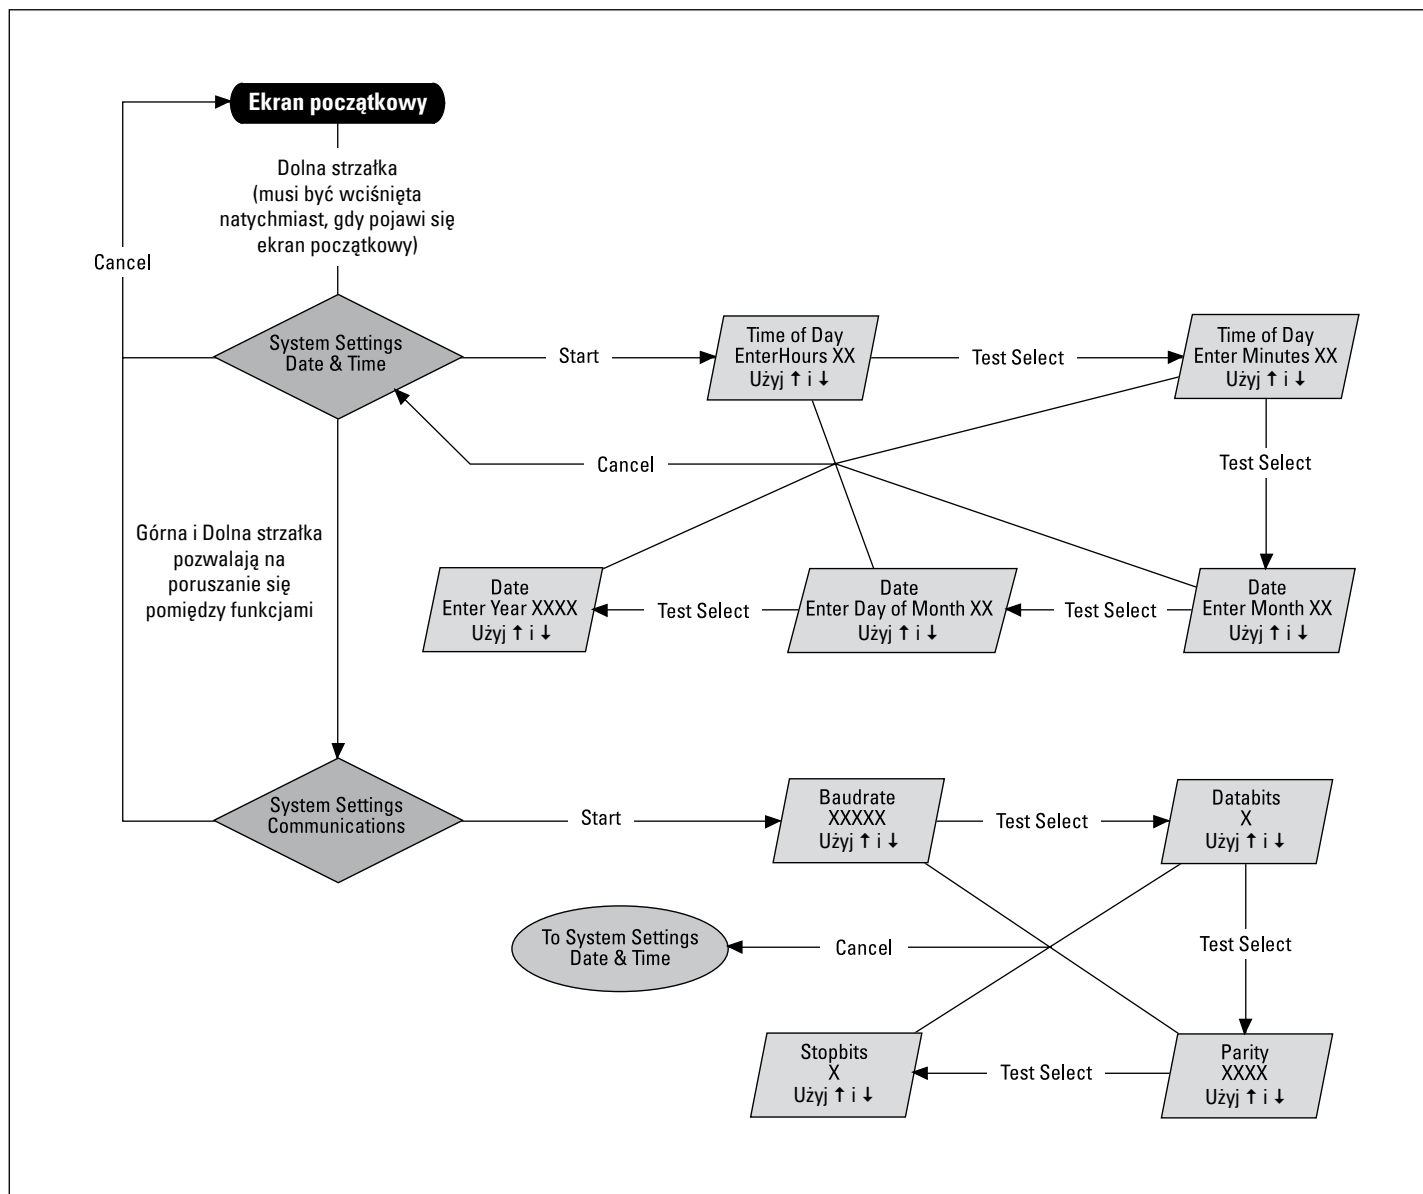 Ekran początkowy
Dolna strzałka
(musi być wciśnięta
natychmiast, gdy pojawi się
ekran początkowy)
Cancel
System Settings
Date & Time
Start
Time of Day
EnterHours XX
Użyj ↑ i ↓
Test Select
Time of Day
Enter Minutes XX
Użyj ↑ i ↓
Cancel
Test Select
Górna i Dolna strzałka
pozwalają na
poruszanie się
pomiędzy funkcjami
Date
Enter Year XXXX
Użyj ↑ i ↓
Test Select
Date
Enter Day of Month XX
Użyj ↑ i ↓
Test Select
Date
Enter Month XX
Użyj ↑ i ↓
System Settings
Communications
Start
Baudrate
XXXXX
Użyj ↑ i ↓
Test Select
Databits
X
Użyj ↑ i ↓
To System Settings
Date & Time
Cancel
Test Select
Stopbits
X
Użyj ↑ i ↓
Test Select
Parity
XXXX
Użyj ↑ i ↓